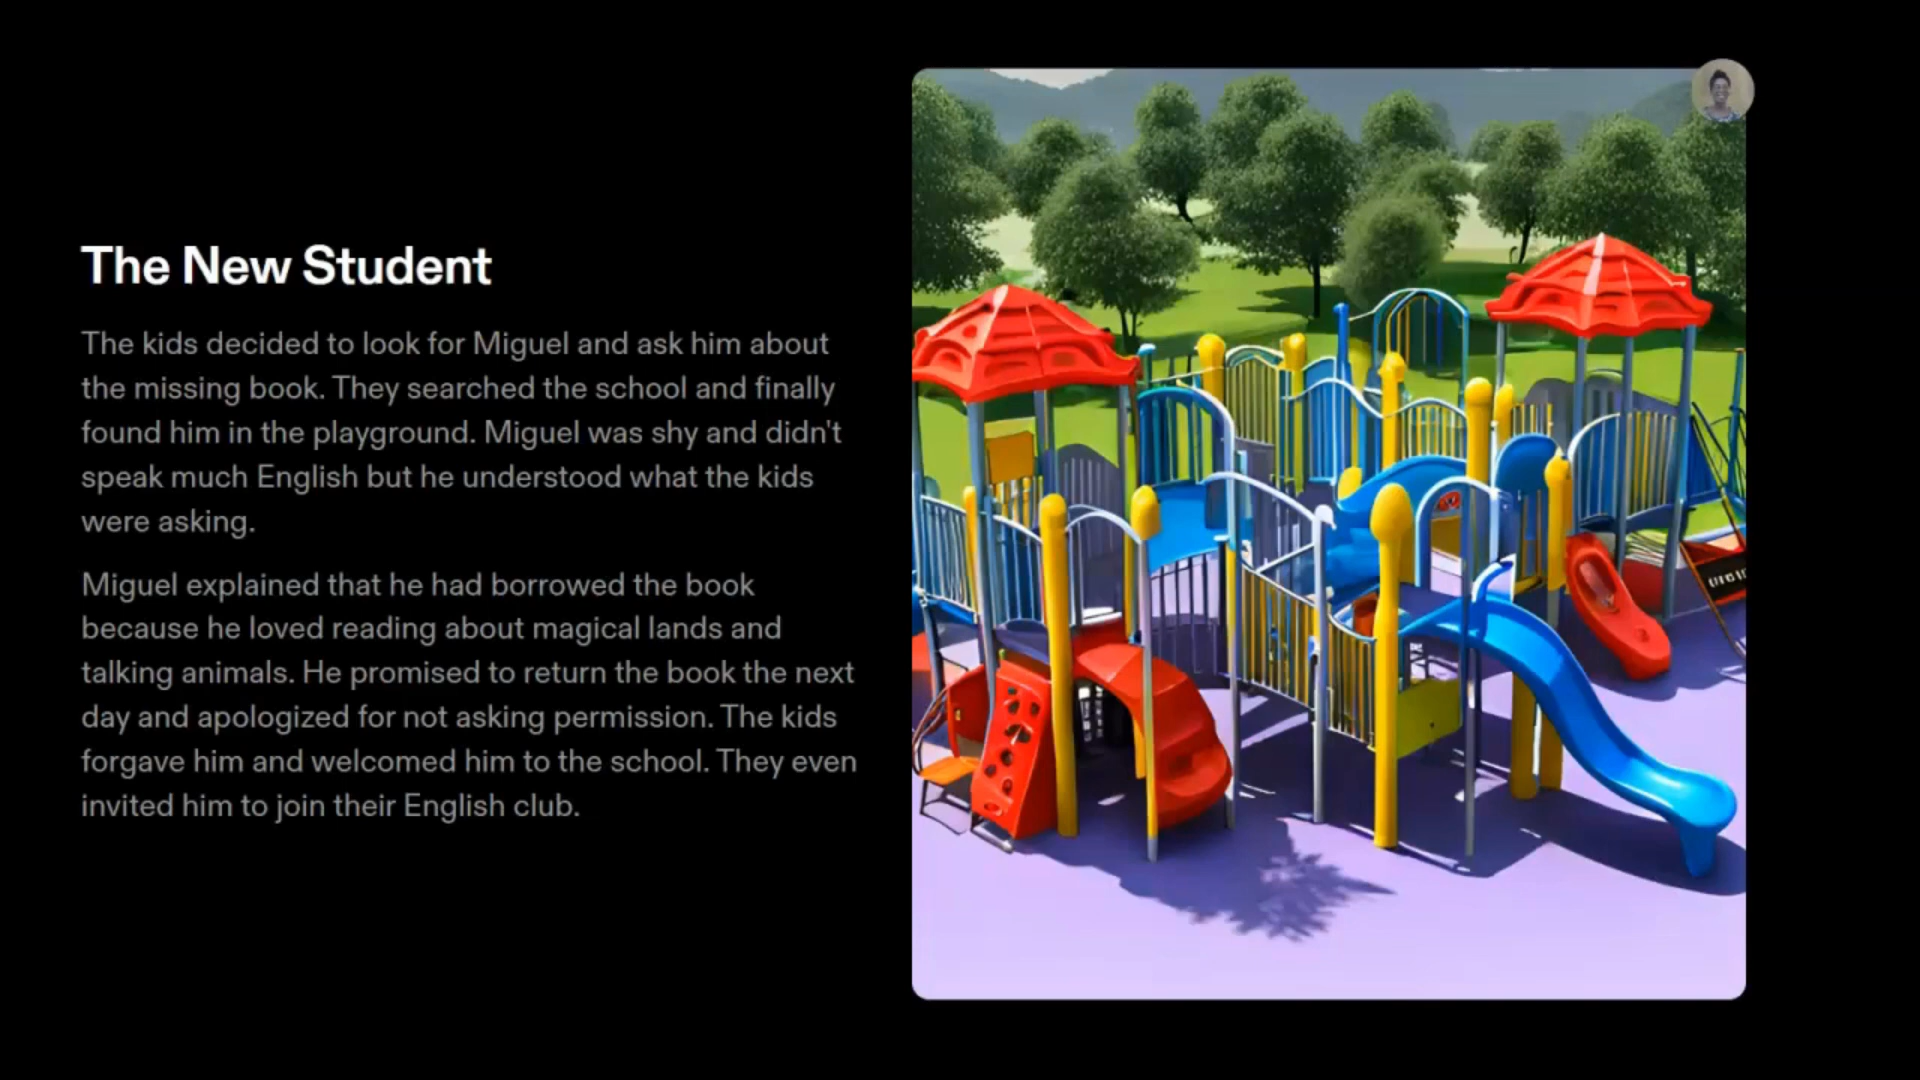 The New Student
The kids decided to look for Miguel and ask him about
the missing book. They searched the school and finally
found him in the playground. Miguel was shy and didn't
speak much English but he understood what the kids
were asking.
Miguel explained that he had borrowed the book
because he loved reading about magical lands and
talking animals. He promised to return the book the next
day and apologized for not asking permission. The kids
forgave him and welcomed him to the school. They even
invited him to join their English club.